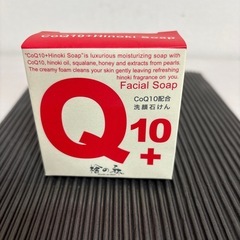 CoQ10+Hinoki Soap
"CoQ10+Hinoki Soap"is luxurious moisturizing soap with
CoQ10, hinoki oil, squalane, honey and extracts from pearls.
The creamy foam cleans your skin gently leaving refreshing
hinoki fragrance on you.
Facial Soap
CoQ10配合
洗顔石けん
Q10+